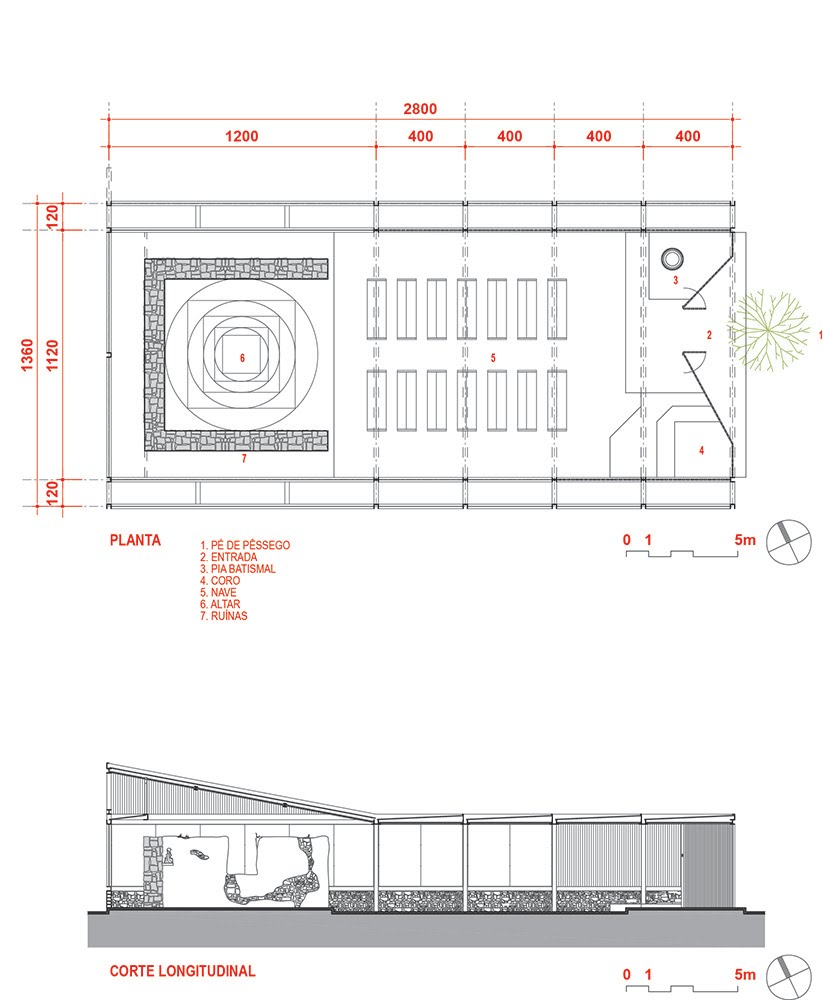 2800
1200 400 400 400 400
120
1120
1360
120
3
2
1
6
5
4
7
PLANTA
1. PÉ DE PÊSSEGO
2. ENTRADA
3. PIA BATISMAL
4. CORO
5. NAVE
6. ALTAR
7. RUÍNAS
0 1 5m
CORTE LONGITUDINAL
0 1 5m